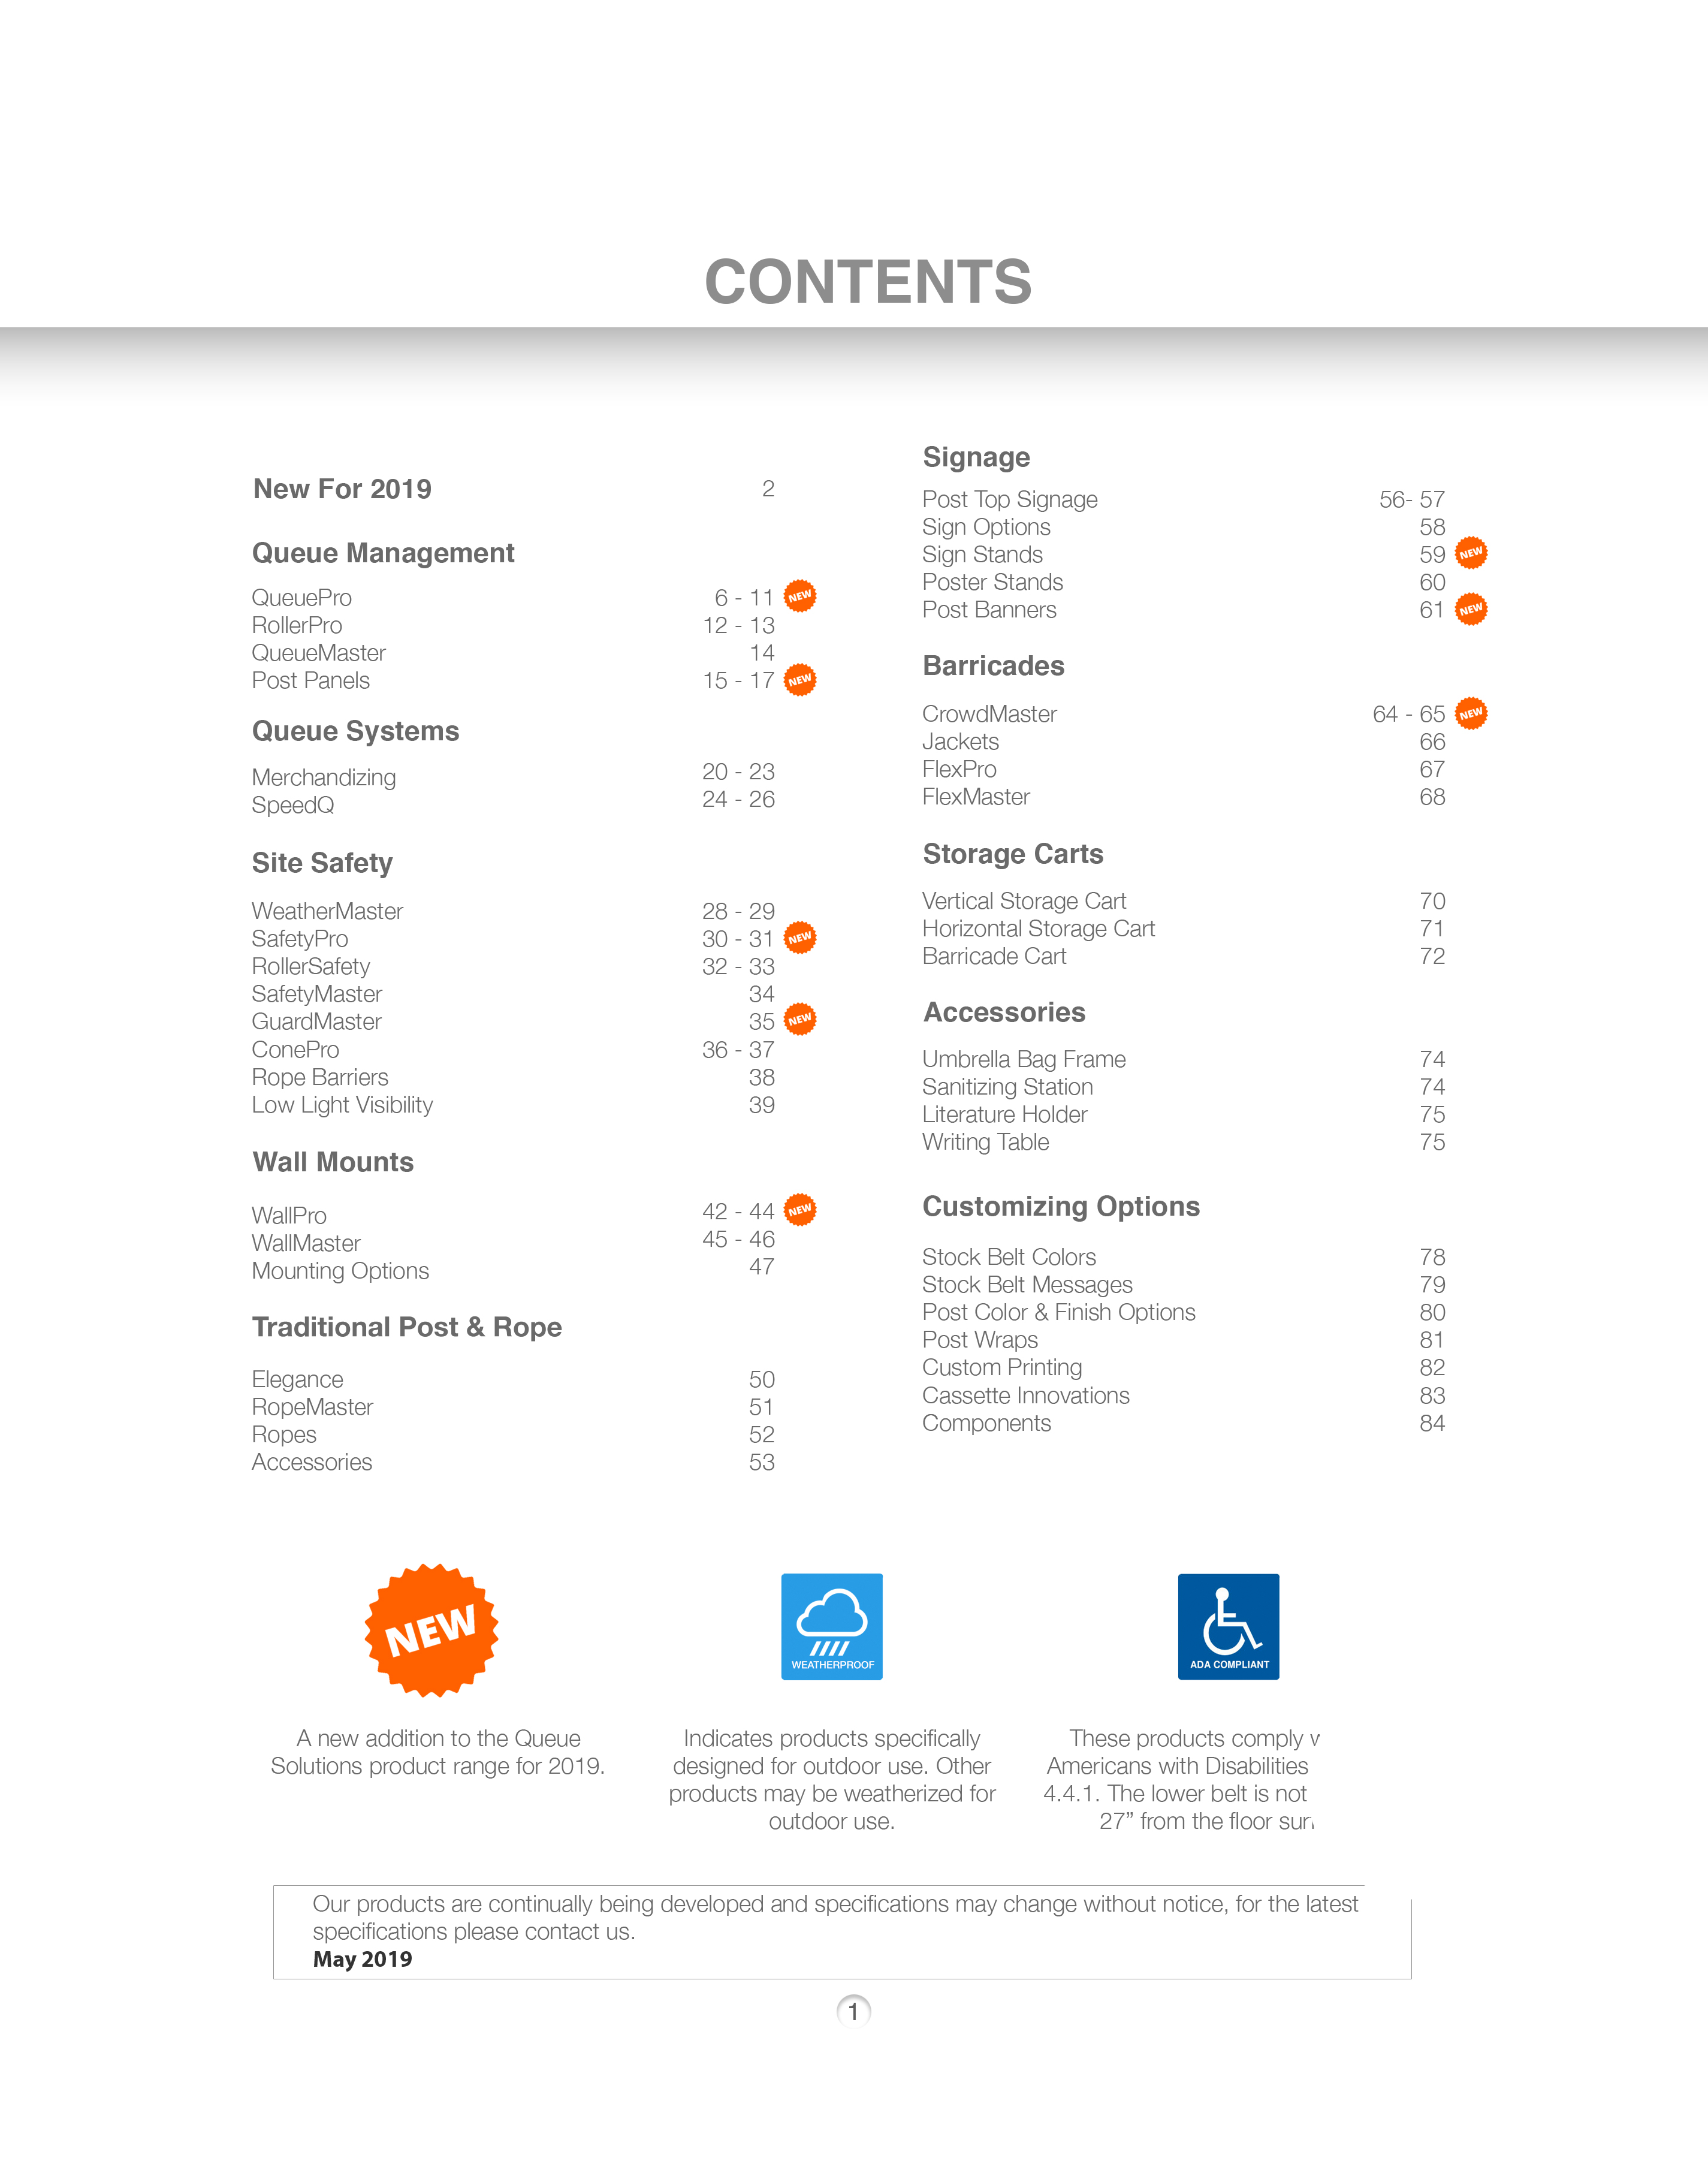 CONTENTS
New For 2019 2
Queue Management
QueuePro 6 - 11 NEW
RollerPro 12 - 13
QueueMaster 14
Post Panels 15 - 17 NEW
Queue Systems
Merchandizing 20 - 23
SpeedQ 24 - 26
Site Safety
WeatherMaster 28 - 29
SafetyPro 30 - 31 NEW
RollerSafety 32 - 33
SafetyMaster 34
GuardMaster 35 NEW
ConePro 36 - 37
Rope Barriers 38
Low Light Visibility 39
Wall Mounts
WallPro 42 - 44 NEW
WallMaster 45 - 46
Mounting Options 47
Traditional Post & Rope
Elegance 50
RopeMaster 51
Ropes 52
Accessories 53
Signage
Post Top Signage 56- 57
Sign Options 58
Sign Stands 59 NEW
Poster Stands 60
Post Banners 61 NEW
Barricades
CrowdMaster 64 - 65 NEW
Jackets 66
FlexPro 67
FlexMaster 68
Storage Carts
Vertical Storage Cart 70
Horizontal Storage Cart 71
Barricade Cart 72
Accessories
Umbrella Bag Frame 74
Sanitizing Station 74
Literature Holder 75
Writing Table 75
Customizing Options
Stock Belt Colors 78
Stock Belt Messages 79
Post Color & Finish Options 80
Post Wraps 81
Custom Printing 82
Cassette Innovations 83
Components 84
NEW
A new addition to the Queue
Solutions product range for 2019.
WEATHERPROOF
Indicates products specifically
designed for outdoor use. Other
products may be weatherized for
outdoor use.
ADA COMPLIANT
These products comply
Americans with Disabilities
4.4.1. The lower belt is not
27” from the floor
Our products are continually being developed and specifications may change without notice, for the latest
specifications please contact us.
May 2019
1